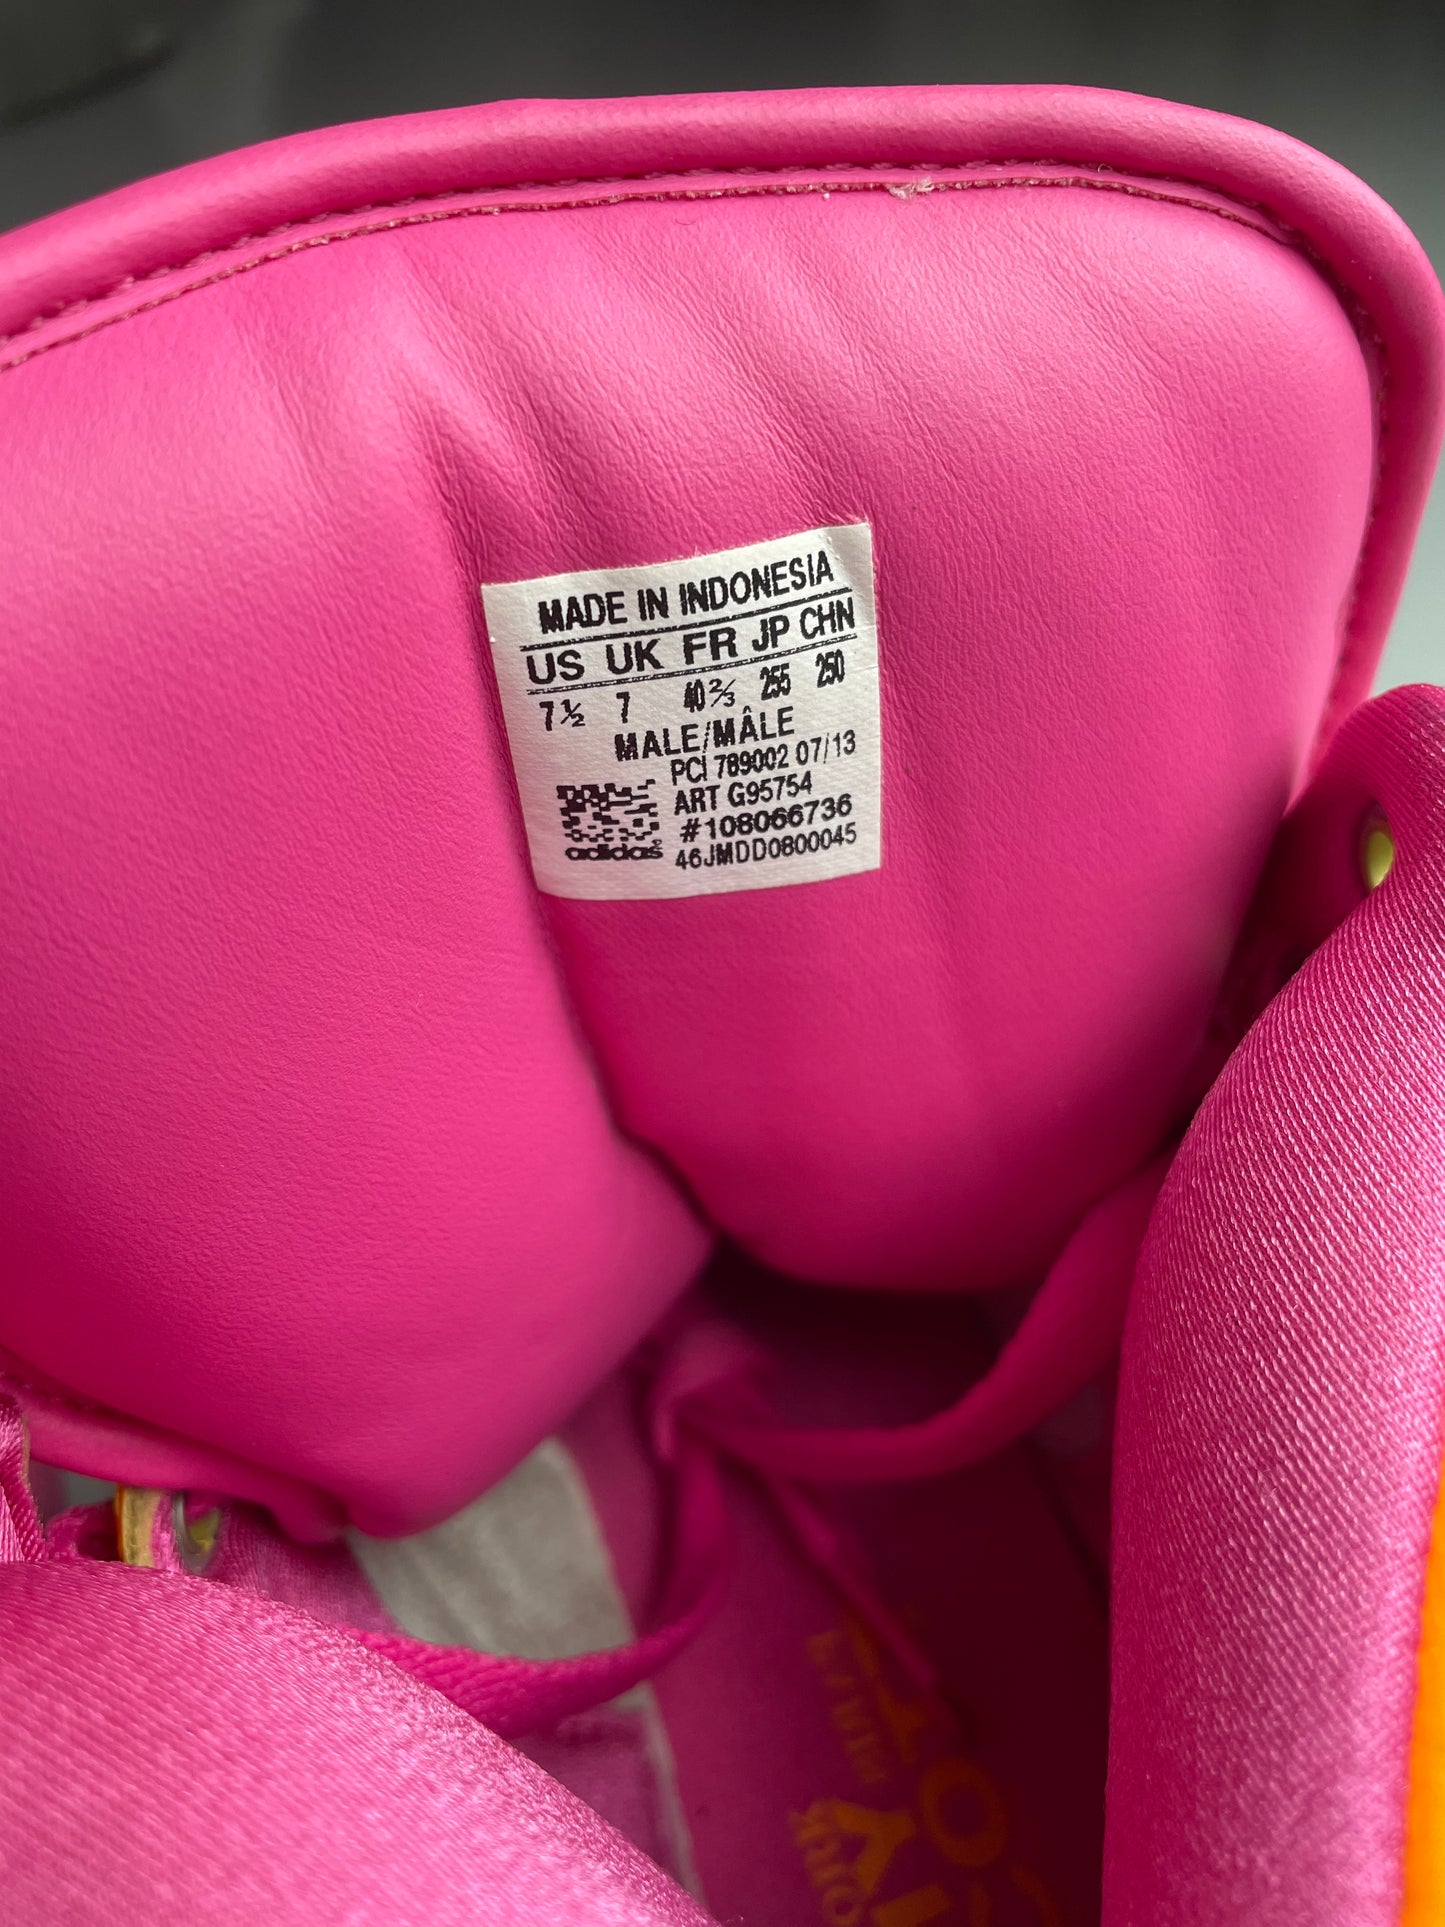 MADE IN INDONESIA
US UK FR JP CHN
7½ 7 40⅔ 255 250
MALE/MÂLE
PCI 789002 07/13
ART G95754
#108066736
46JMDD0800045
adidas